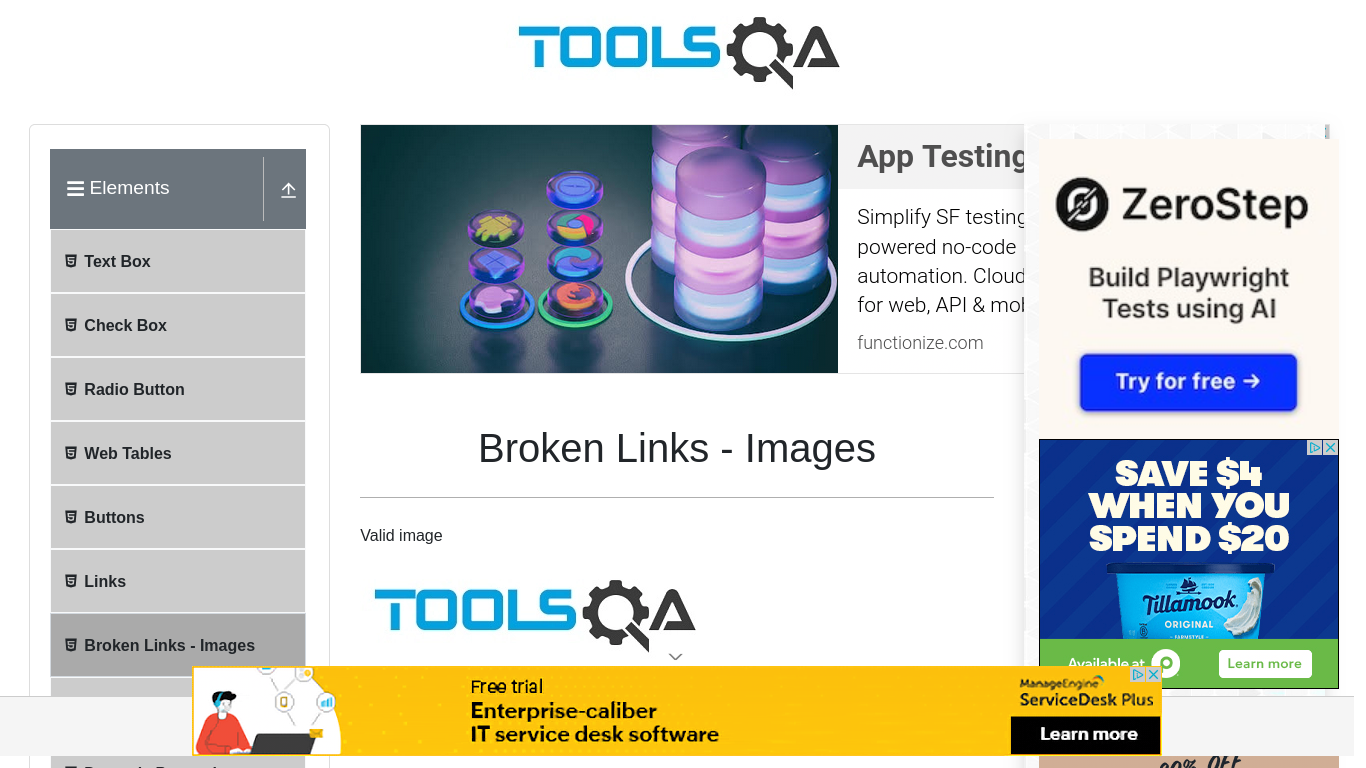 TOOLSQA
Elements
Text Box
Check Box
Radio Button
Web Tables
Buttons
Links
Broken Links - Images
App Testing
Simplify SF testing
powered no-code
automation. Cloud
for web, API & mob
functionize.com
Broken Links - Images
Valid image
TOOLSQA
ZeroStep
Build Playwright
Tests using AI
Try for free →
SAVE $4
WHEN YOU
SPEND $20
Tillamook
ORIGINAL
FARMSTYLE
Available at
Learn more
Free trial
Enterprise-caliber
IT service desk software
ManageEngine
ServiceDesk Plus
Learn more